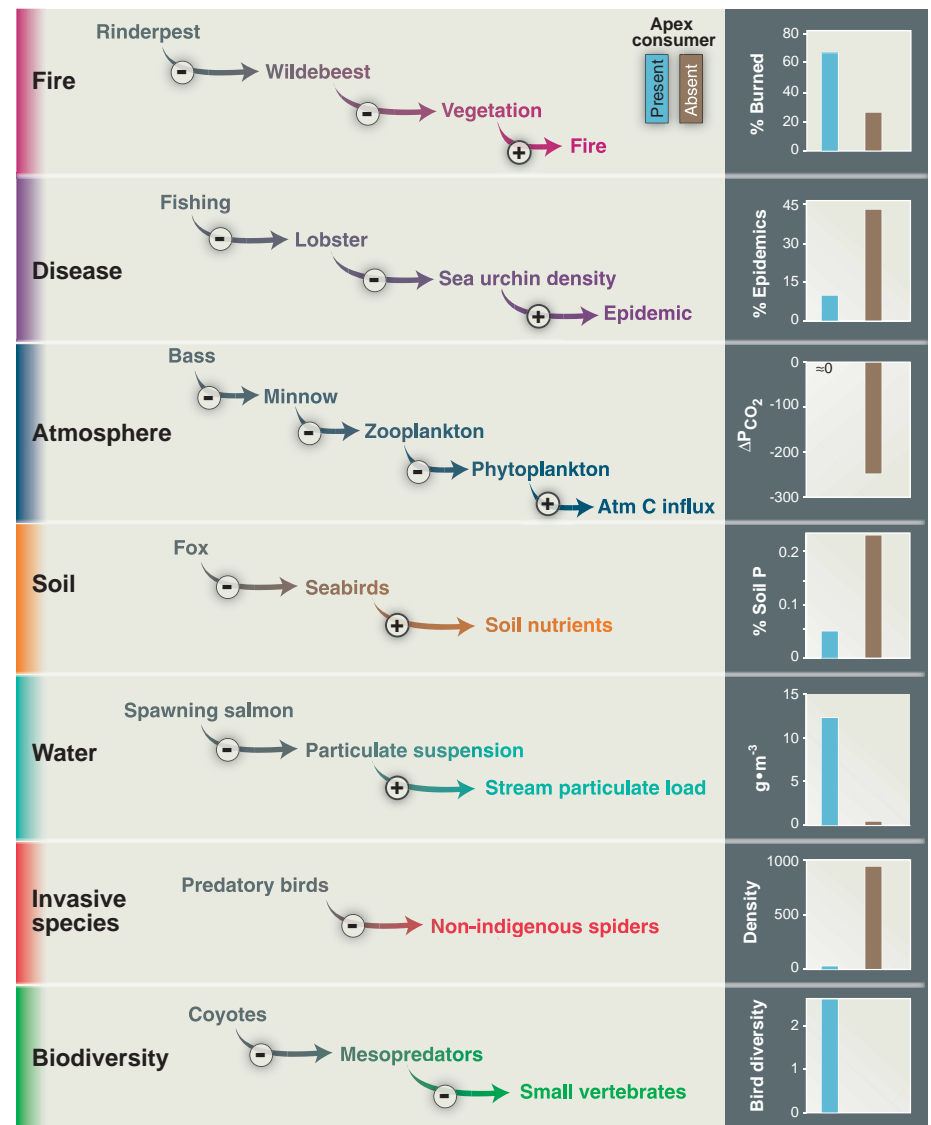 Rinderpest
Fire
Wildebeest
Vegetation
Fire
Apex
consumer
Present
Absent
% Burned
80
60
40
20
0
Fishing
Disease
Lobster
Sea urchin density
Epidemic
% Epidemics
45
30
15
0
Bass
Atmosphere
Minnow
Zooplankton
Phytoplankton
Atm C influx
ΔPCO2
0
≈0
-100
-200
-300
Fox
Soil
Seabirds
Soil nutrients
% Soil P
0.2
0.1
0
Spawning salmon
Water
Particulate suspension
Stream particulate load
g•m-3
15
10
5
0
Predatory birds
Invasive
species
Non-indigenous spiders
Density
1000
500
0
Coyotes
Biodiversity
Mesopredators
Small vertebrates
Bird diversity
2
1
0